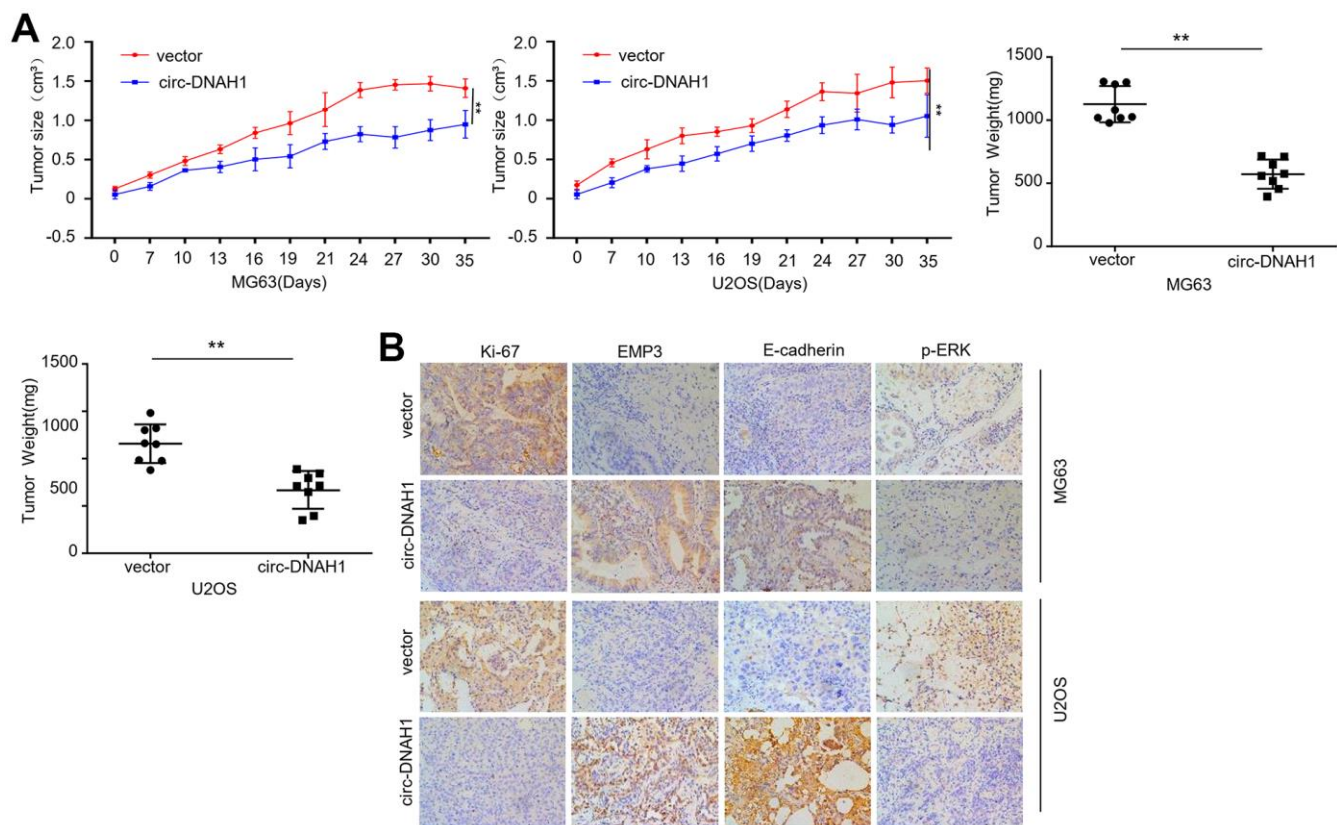 A
2.0
1.5
1.0
0.5
0
-0.5
Tumor size（cm³）
vector
circ-DNAH1
**
0 7 10 13 16 19 21 24 27 30 35
MG63(Days)
2.0
1.5
1.0
0.5
0
-0.5
Tumor size（cm³）
vector
circ-DNAH1
**
0 7 10 13 16 19 21 24 27 30 35
U2OS(Days)
1500
1000
500
0
Tumor Weight(mg)
**
vector circ-DNAH1
MG63
1500
1000
500
0
Tumor Weight(mg)
**
vector circ-DNAH1
U2OS
B
Ki-67 EMP3 E-cadherin p-ERK
vector
circ-DNAH1
MG63
vector
circ-DNAH1
U2OS